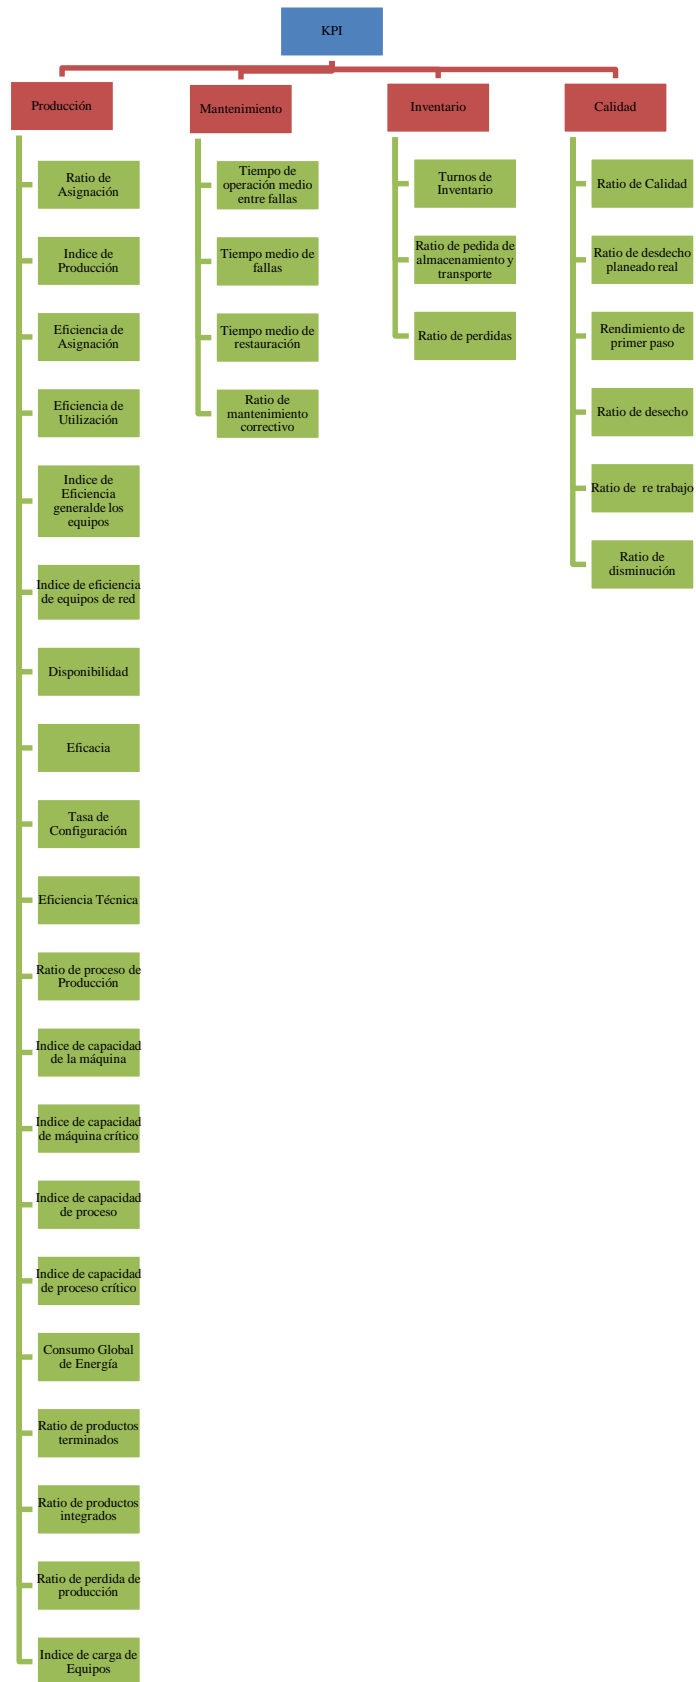 KPI
Producción
Mantenimiento
Inventario
Calidad
Ratio de
Asignación
Indice de
Producción
Eficiencia de
Asignación
Eficiencia de
Utilización
Indice de
Eficiencia
generalde los
equipos
Indice de eficiencia
de equipos de red
Disponibilidad
Eficacia
Tasa de
Configuración
Eficiencia Técnica
Ratio de proceso de
Producción
Indice de capacidad
de la máquina
Indice de capacidad
de máquina crítico
Indice de capacidad
de proceso
Indice de capacidad
de proceso crítico
Consumo Global
de Energía
Ratio de productos
terminados
Ratio de productos
integrados
Ratio de perdida de
producción
Indice de carga de
Equipos
Tiempo de
operación medio
entre fallas
Tiempo medio de
fallas
Tiempo medio de
restauración
Ratio de
mantenimiento
correctivo
Turnos de
Inventario
Ratio de pedida de
almacenamiento y
transporte
Ratio de perdidas
Ratio de Calidad
Ratio de desdecho
planeado real
Rendimiento de
primer paso
Ratio de desecho
Ratio de  re trabajo
Ratio de
disminución